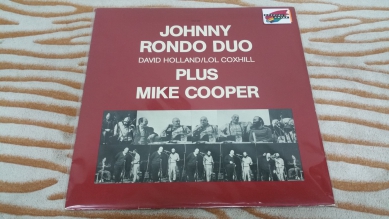 JOHNNY
RONDO DUO
DAVID HOLLAND/LOL COXHILL
PLUS
MIKE COOPER